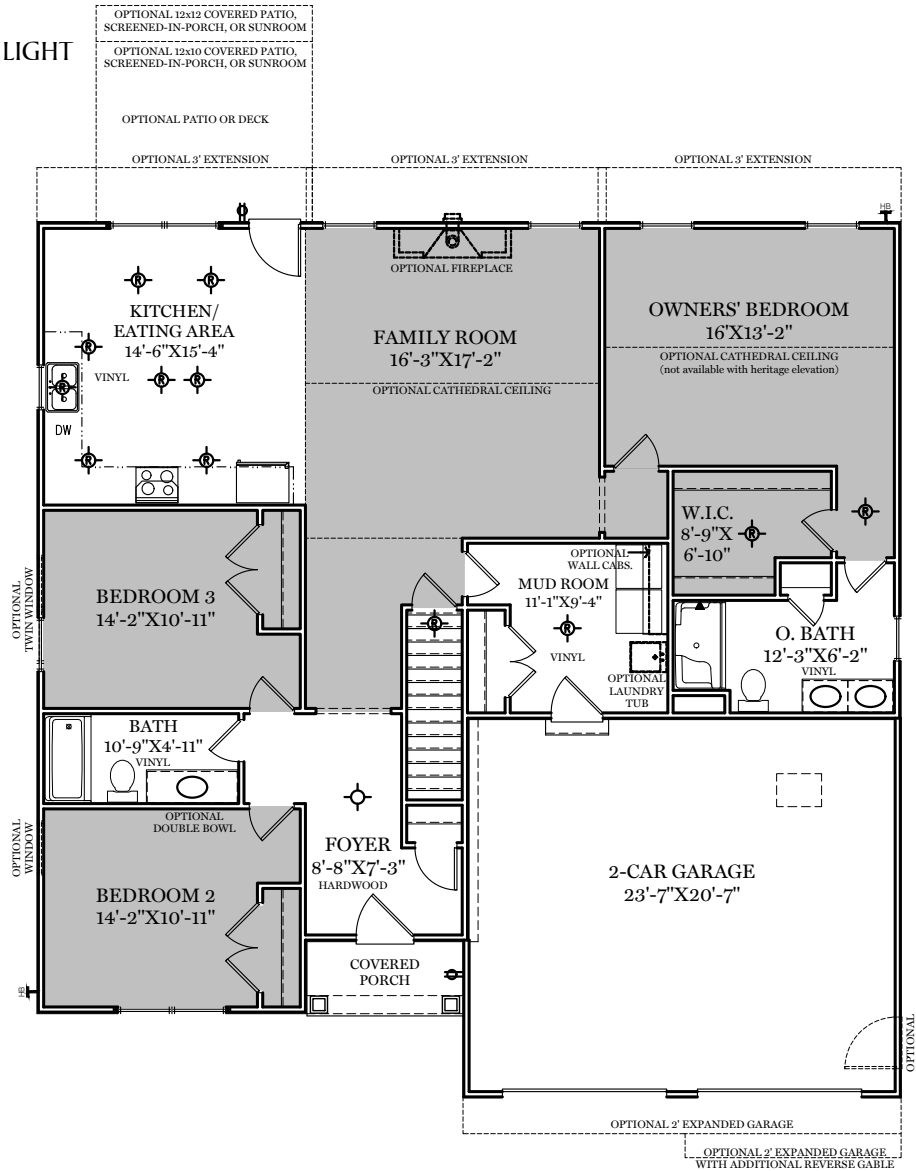 OPTIONAL 12x12 COVERED PATIO,
SCREENED-IN-PORCH, OR SUNROOM
LIGHT
OPTIONAL 12x10 COVERED PATIO,
SCREENED-IN-PORCH, OR SUNROOM
OPTIONAL PATIO OR DECK
OPTIONAL 3' EXTENSION
OPTIONAL 3' EXTENSION
OPTIONAL 3' EXTENSION
HB
OPTIONAL FIREPLACE
R
R
KITCHEN/
EATING AREA
14'-6"X15'-4"
R
VINYL
R
R
R
DW
R
R
FAMILY ROOM
16'-3"X17'-2"
OPTIONAL CATHEDRAL CEILING
OWNERS' BEDROOM
16'X13'-2"
OPTIONAL CATHEDRAL CEILING
(not available with heritage elevation)
W.I.C.
8'-9"X
6'-10"
R
R
OPTIONAL
WALL CABS.
MUD ROOM
11'-1"X9'-4"
R
VINYL
OPTIONAL
LAUNDRY
TUB
O. BATH
12'-3"X6'-2"
VINYL
OPTIONAL
TWIN WINDOW
BEDROOM 3
14'-2"X10'-11"
R
BATH
10'-9"X4'-11"
VINYL
OPTIONAL
DOUBLE BOWL
OPTIONAL
WINDOW
BEDROOM 2
14'-2"X10'-11"
HB
FOYER
8'-8"X7'-3"
HARDWOOD
COVERED
PORCH
2-CAR GARAGE
23'-7"X20'-7"
OPTIONAL
OPTIONAL 2' EXPANDED GARAGE
OPTIONAL 2' EXPANDED GARAGE
WITH ADDITIONAL REVERSE GABLE